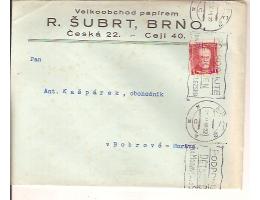 Velkoobchod papírem
R. ŠUBRT, BRNO
Česká 22. - Cejl 40.
Pan
Ant. Kašpárek, obchodník
v Bobrové-Morava